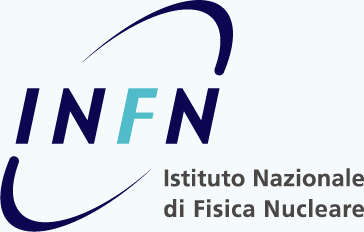 INFN
Istituto Nazionale
di Fisica Nucleare